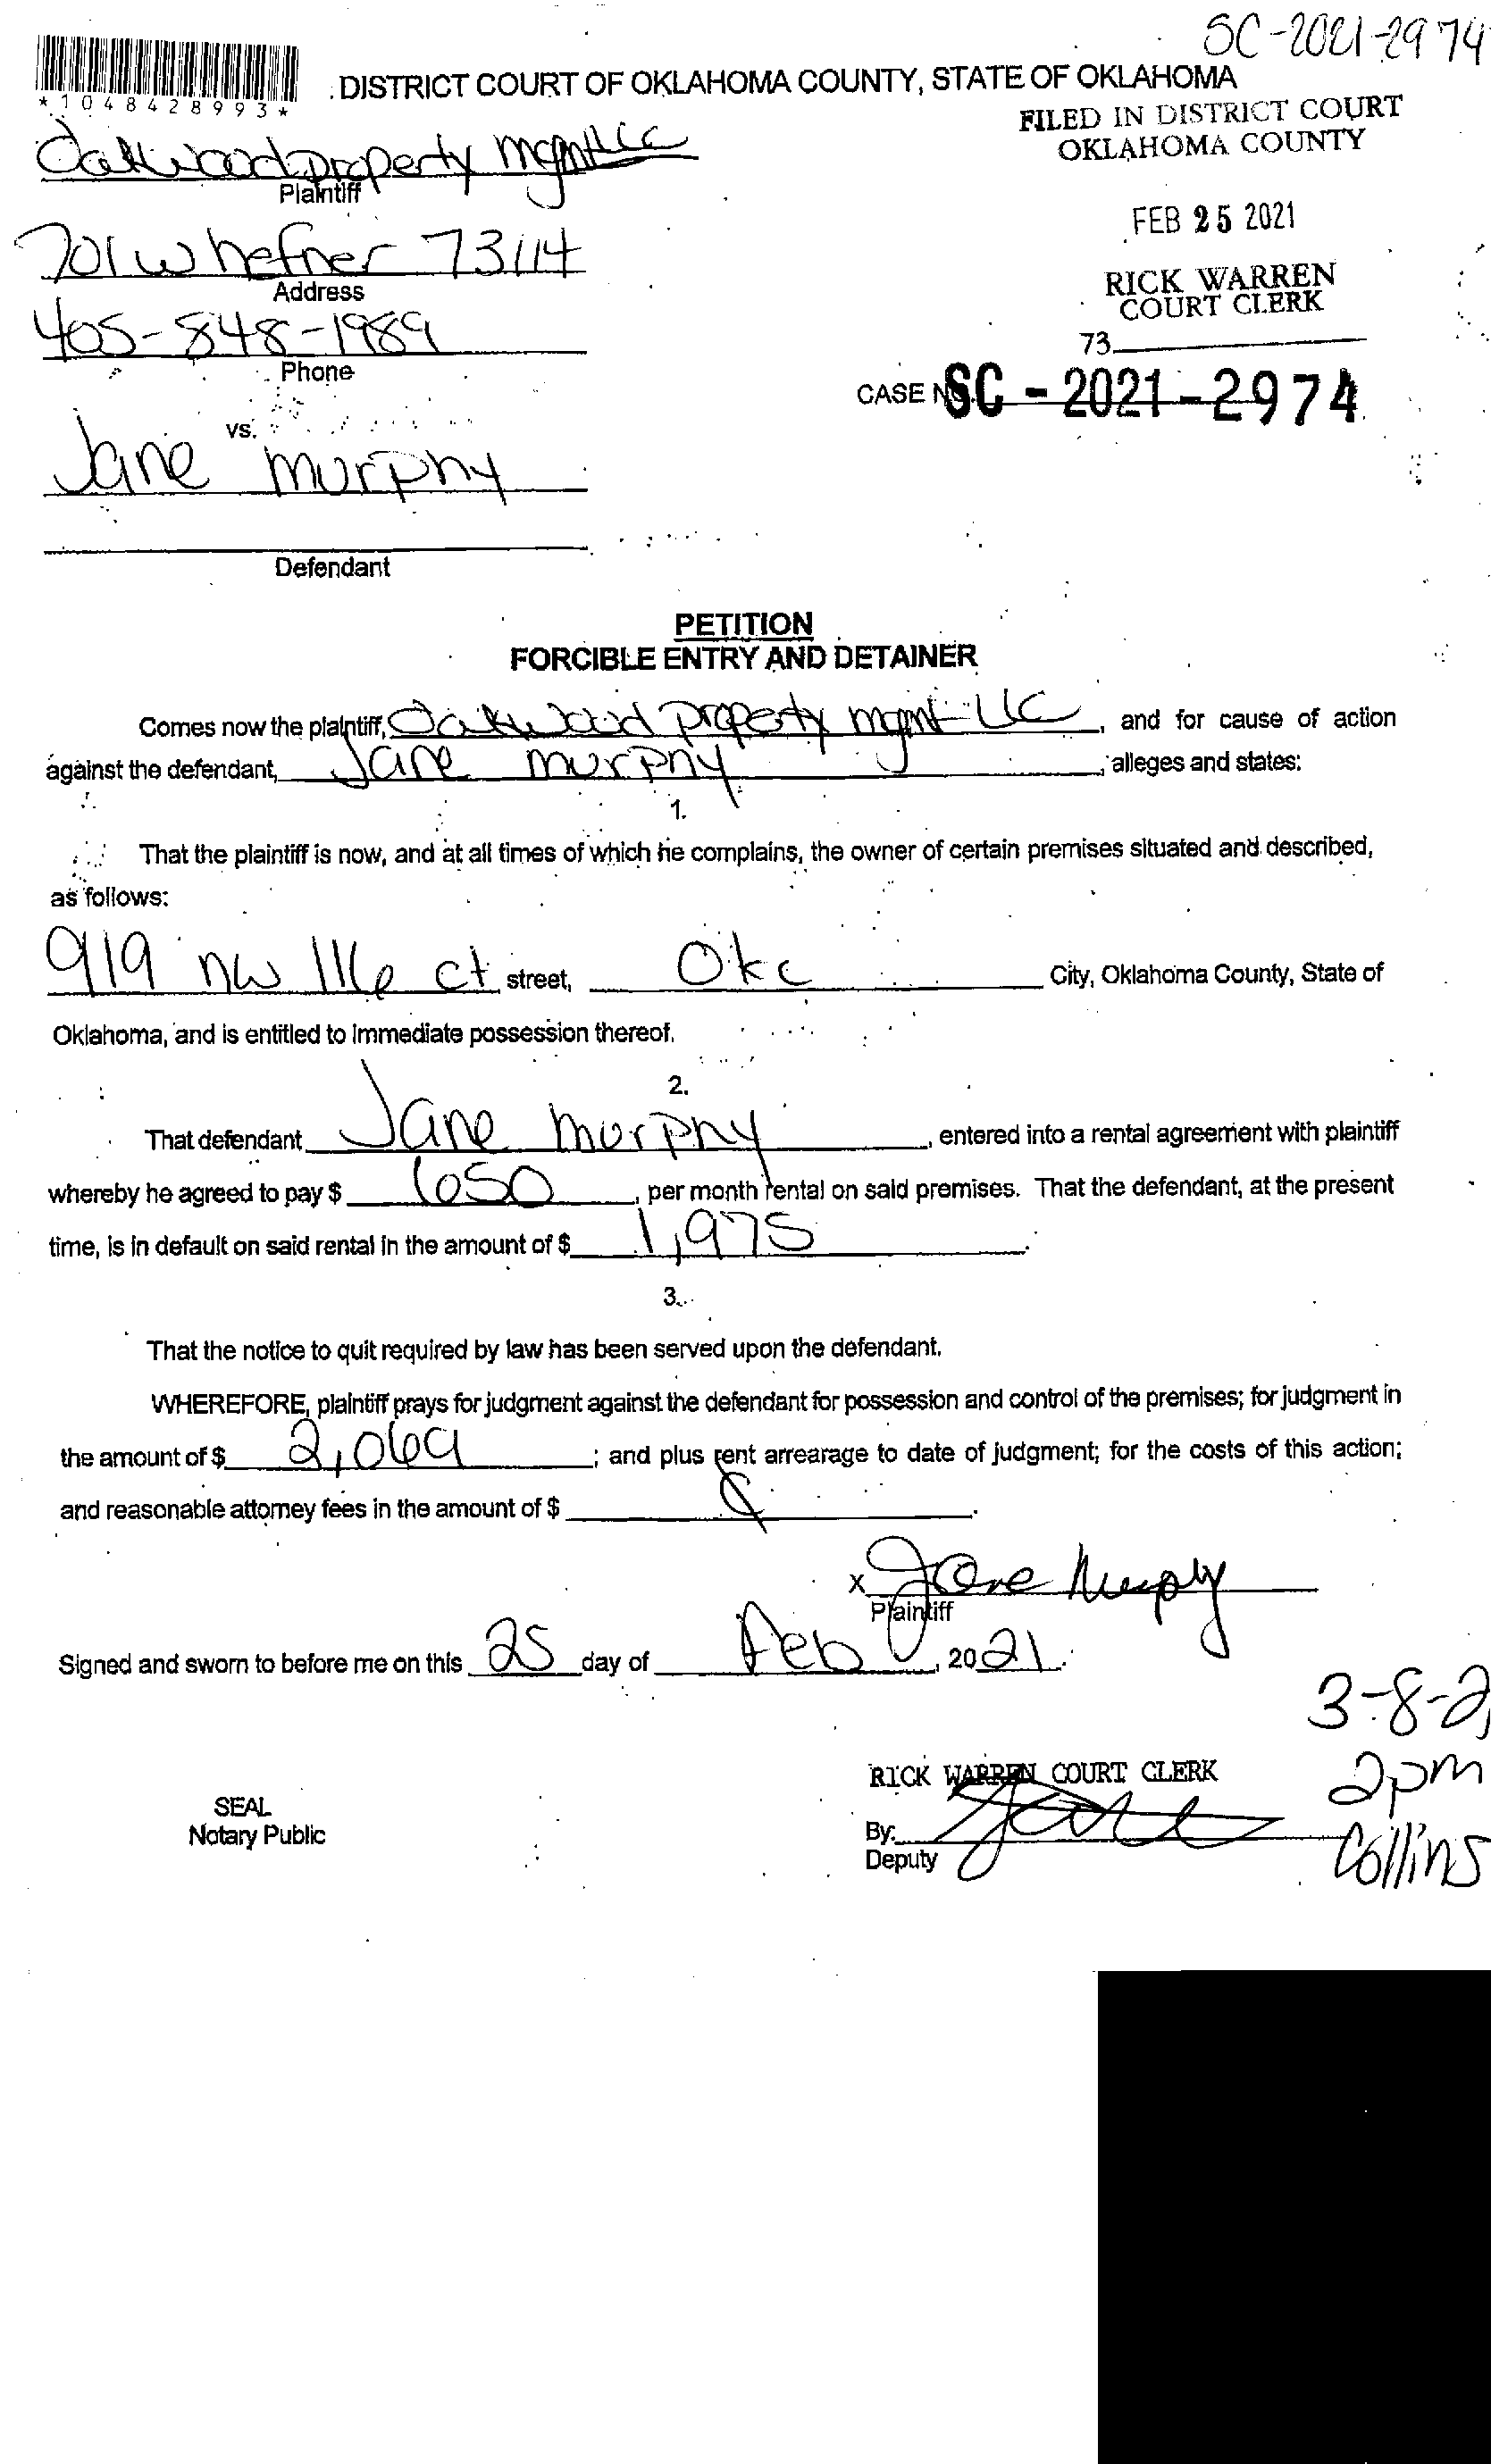 SC-2021-2974
*1048428993*
DISTRICT COURT OF OKLAHOMA COUNTY, STATE OF OKLAHOMA
FILED IN DISTRICT COURT
OKLAHOMA COUNTY
Oakwood property mgmt LLC
Plaintiff
FEB 25 2021
701 w hefner 73114
Address
RICK WARREN
COURT CLERK
405-848-1989
Phone
73
CASE NO. SC - 2021 - 2974
vs.
Jane murphy
Defendant
PETITION
FORCIBLE ENTRY AND DETAINER
Comes now the plaintiff, Oakwood property mgmt LLC, and for cause of action
against the defendant, Jane murphy, alleges and states:
1.
That the plaintiff is now, and at all times of which he complains, the owner of certain premises situated and described,
as follows:
919 nw 116 ct street, Okc City, Oklahoma County, State of
Oklahoma, and is entitled to immediate possession thereof.
2.
That defendant Jane murphy, entered into a rental agreement with plaintiff
whereby he agreed to pay $ 650, per month rental on said premises. That the defendant, at the present
time, is in default on said rental in the amount of $ 1,975.
3.
That the notice to quit required by law has been served upon the defendant.
WHEREFORE, plaintiff prays for judgment against the defendant for possession and control of the premises; for judgment in
the amount of $ 2,069; and plus rent arrearage to date of judgment; for the costs of this action;
and reasonable attorney fees in the amount of $
x Jane Murphy
Plaintiff
Signed and sworn to before me on this 25 day of Feb, 2021.
3-8-2
2pm
Collins
RICK WARREN COURT CLERK
SEAL
Notary Public
By:
Deputy